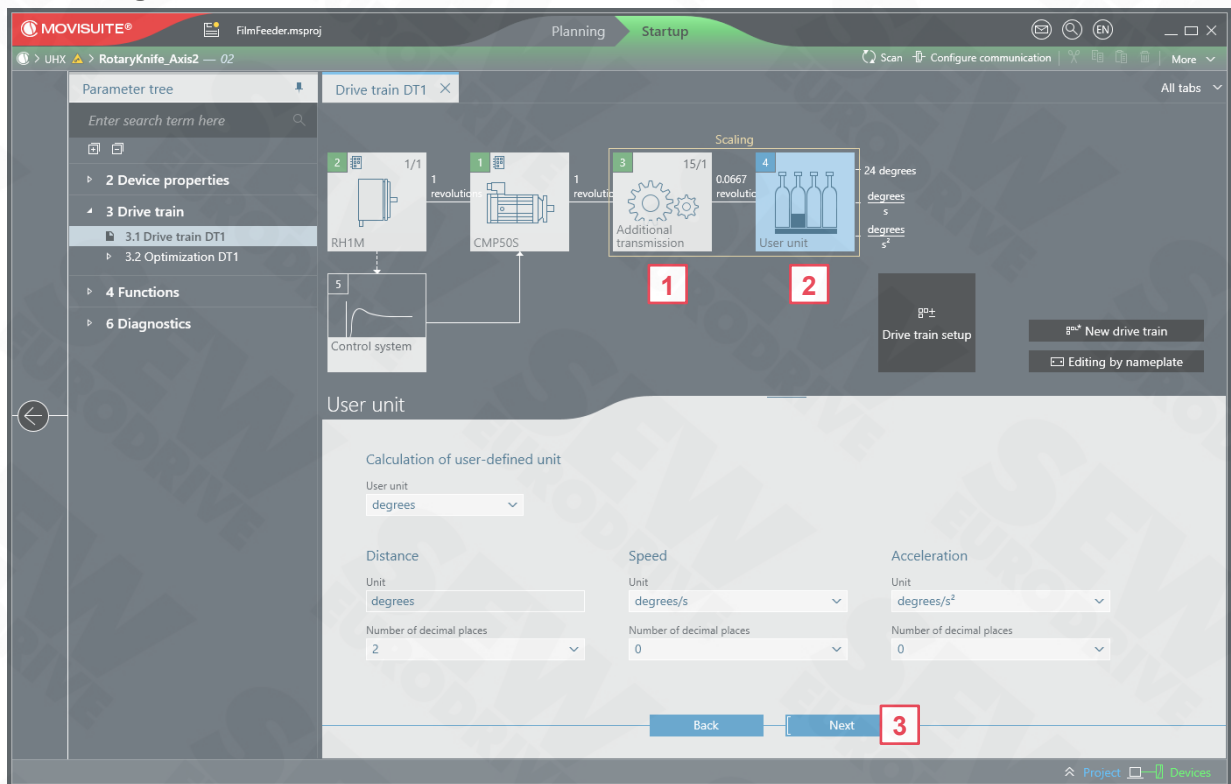 MOVISUITE®
FilmFeeder.msproj
Planning
Startup
EN
> UHX > RotaryKnife_Axis2 — 02
Scan
Configure communication
More
Parameter tree
Drive train DT1
All tabs
Enter search term here
2 Device properties
3 Drive train
3.1 Drive train DT1
3.2 Optimization DT1
4 Functions
6 Diagnostics
Scaling
2
1/1
RH1M
1
revolutions
1
CMP50S
1
revolutic
3
15/1
Additional
transmission
0.0667
revolutic
4
User unit
24 degrees
degrees
s
degrees
s²
5
Control system
1
2
Drive train setup
New drive train
Editing by nameplate
User unit
Calculation of user-defined unit
User unit
degrees
Distance
Speed
Acceleration
Unit
Unit
Unit
degrees
degrees/s
degrees/s²
Number of decimal places
Number of decimal places
Number of decimal places
2
0
0
Back
Next
3
Project
Devices
SEW
EURODRIVE